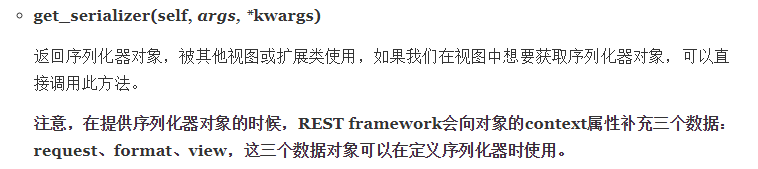 get_serializer(self, args, *kwargs)
返回序列化器对象，被其他视图或扩展类使用，如果我们在视图中想要获取序列化器对象，可以直
接调用此方法。
注意，在提供序列化器对象的时候，REST framework会向对象的context属性补充三个数据：
request、format、view，这三个数据对象可以在定义序列化器时使用。